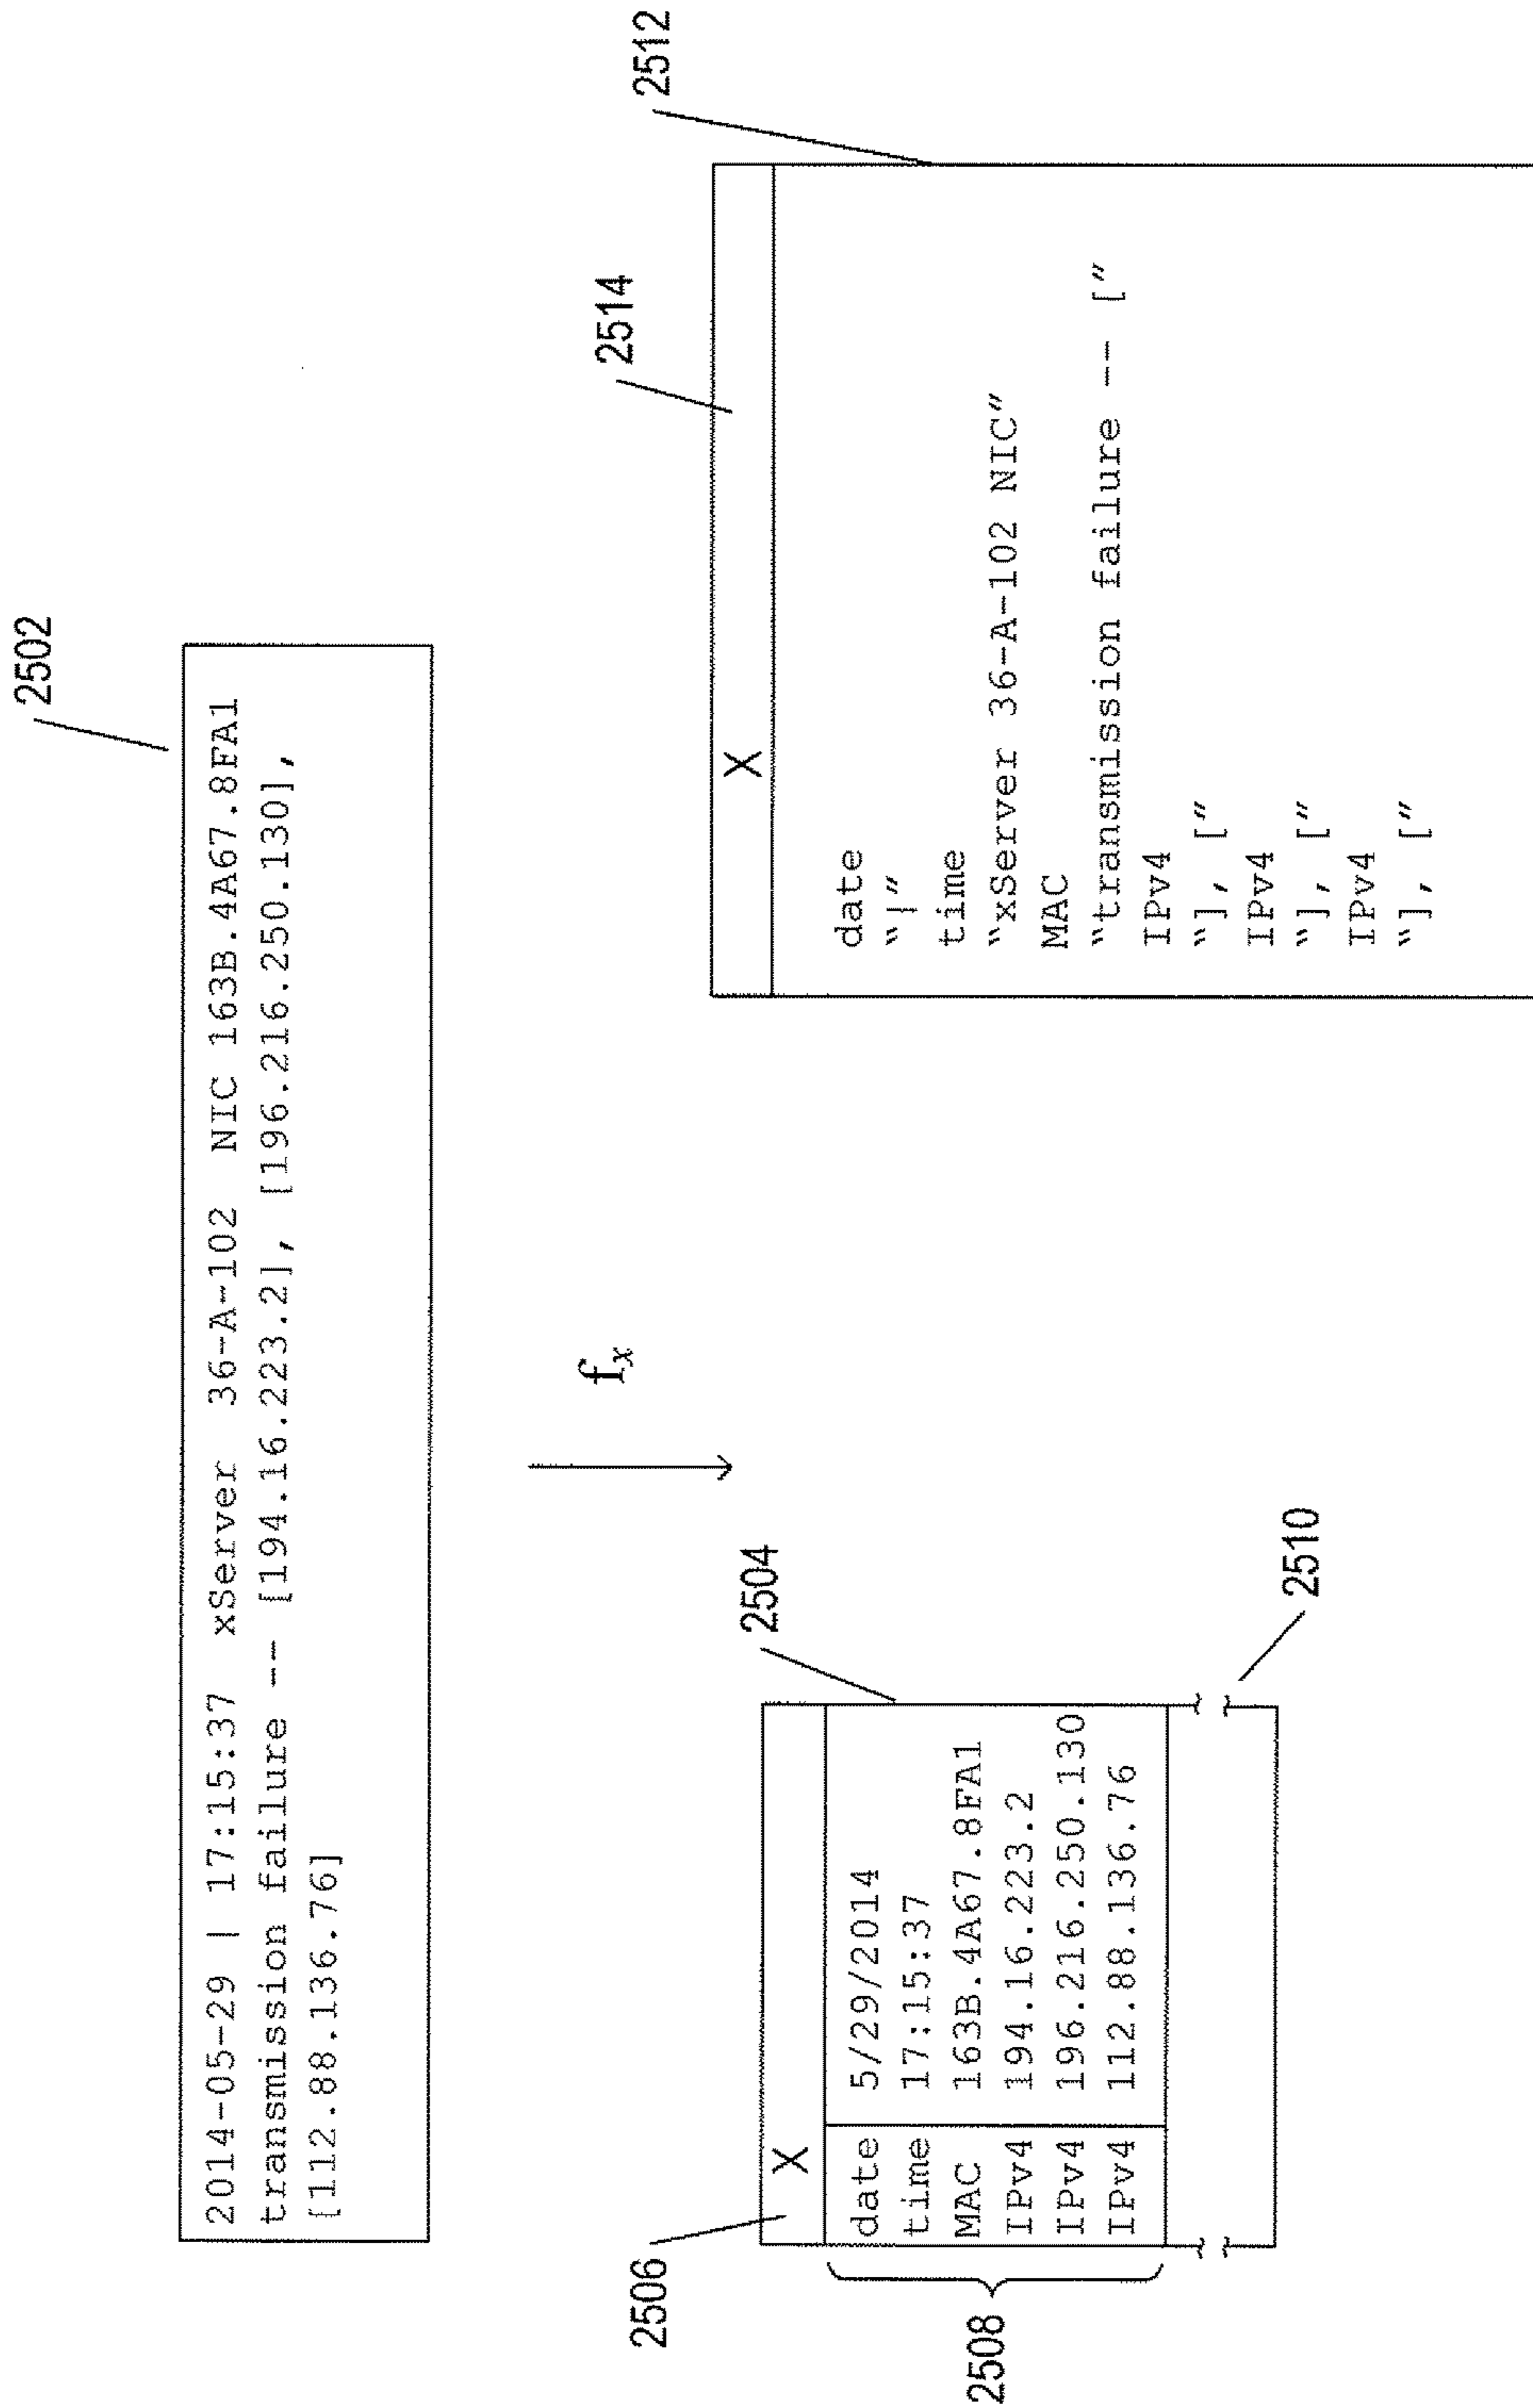 2502
2014-05-29 | 17:15:37 xServer 36-A-102 NIC 163B.4A67.8FA1
transmission failure -- [194.16.223.2], [196.216.250.130],
[112.88.136.76]
fx
2506
2504
X
date 5/29/2014
time 17:15:37
MAC 163B.4A67.8FA1
IPv4 194.16.223.2
IPv4 196.216.250.130
IPv4 112.88.136.76
2508
2510
2514
2512
X
date
“|”
time
“xServer 36-A-102 NIC”
MAC
“transmission failure -- [”
IPv4
“], [”
IPv4
“], [”
IPv4
“], [”